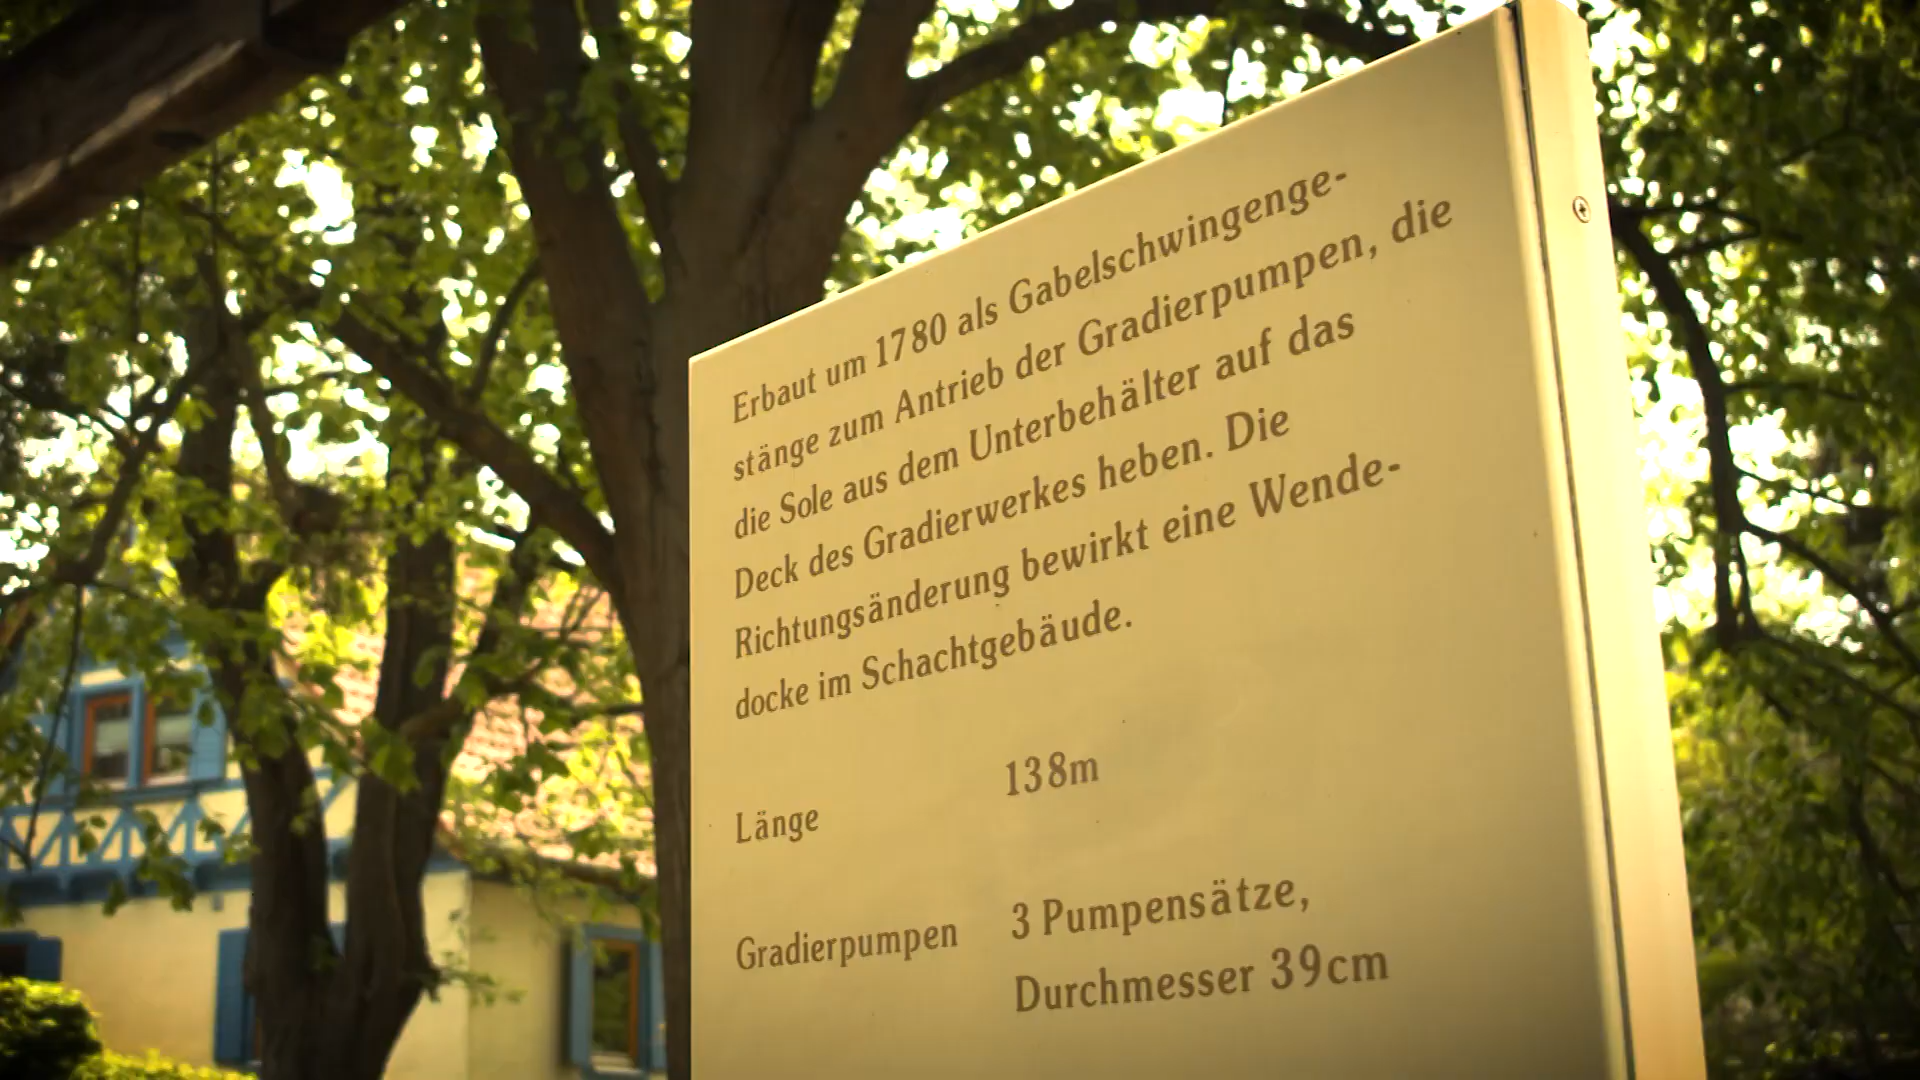 Erbaut um 1780 als Gabelschwingenge-
stänge zum Antrieb der Gradierpumpen, die
die Sole aus dem Unterbehälter auf das
Deck des Gradierwerkes heben. Die
Richtungsänderung bewirkt eine Wende-
docke im Schachtgebäude.
Länge 138m
Gradierpumpen 3 Pumpensätze,
Durchmesser 39cm